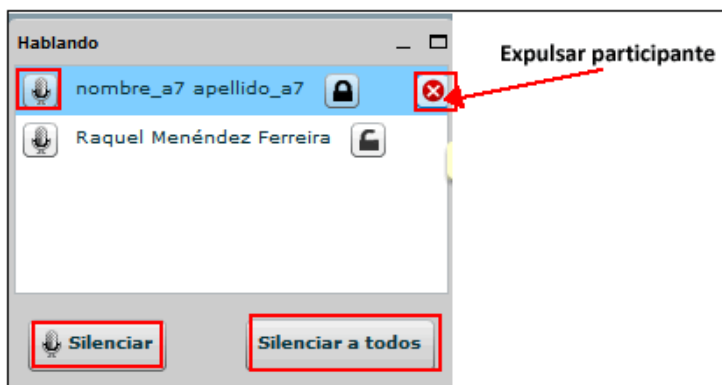 Hablando
Expulsar participante
nombre_a7 apellido_a7
Raquel Menéndez Ferreira
Silenciar
Silenciar a todos